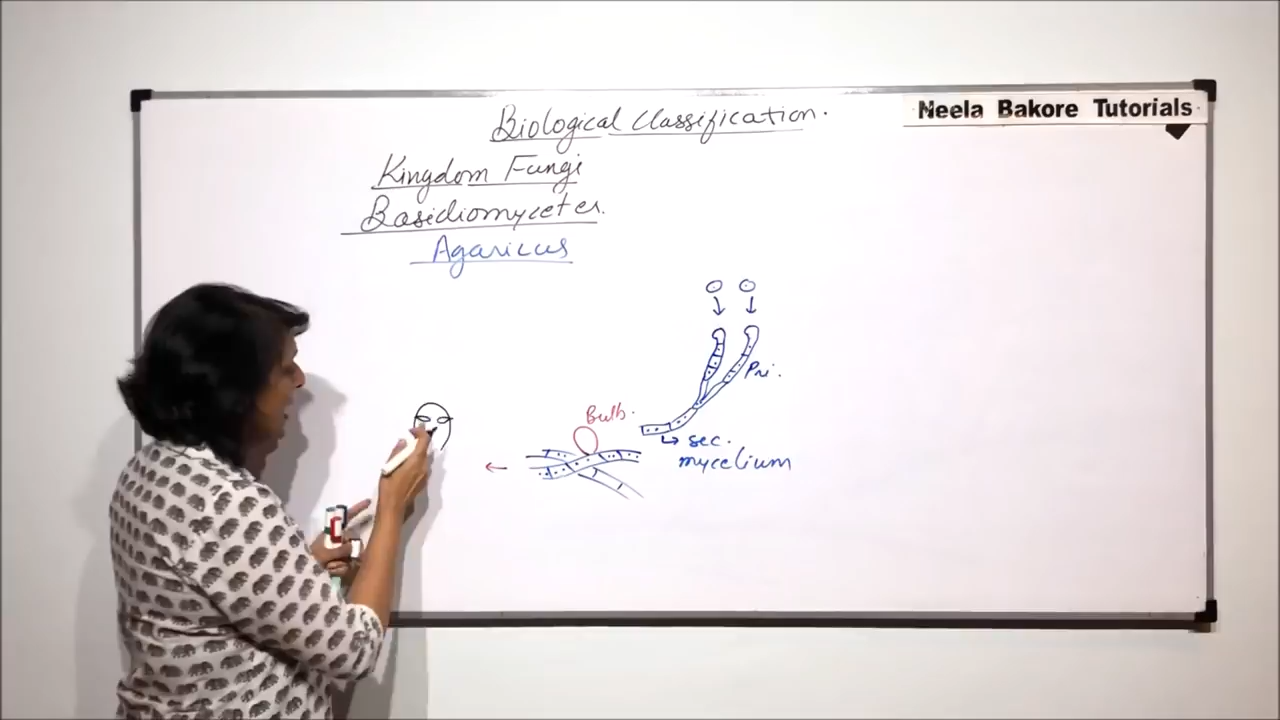 Biological Classification.
Neela Bakore Tutorials
Kingdom Fungi
Basidiomycetes.
Agaricus
Pri.
Bulb.
sec.
mycelium